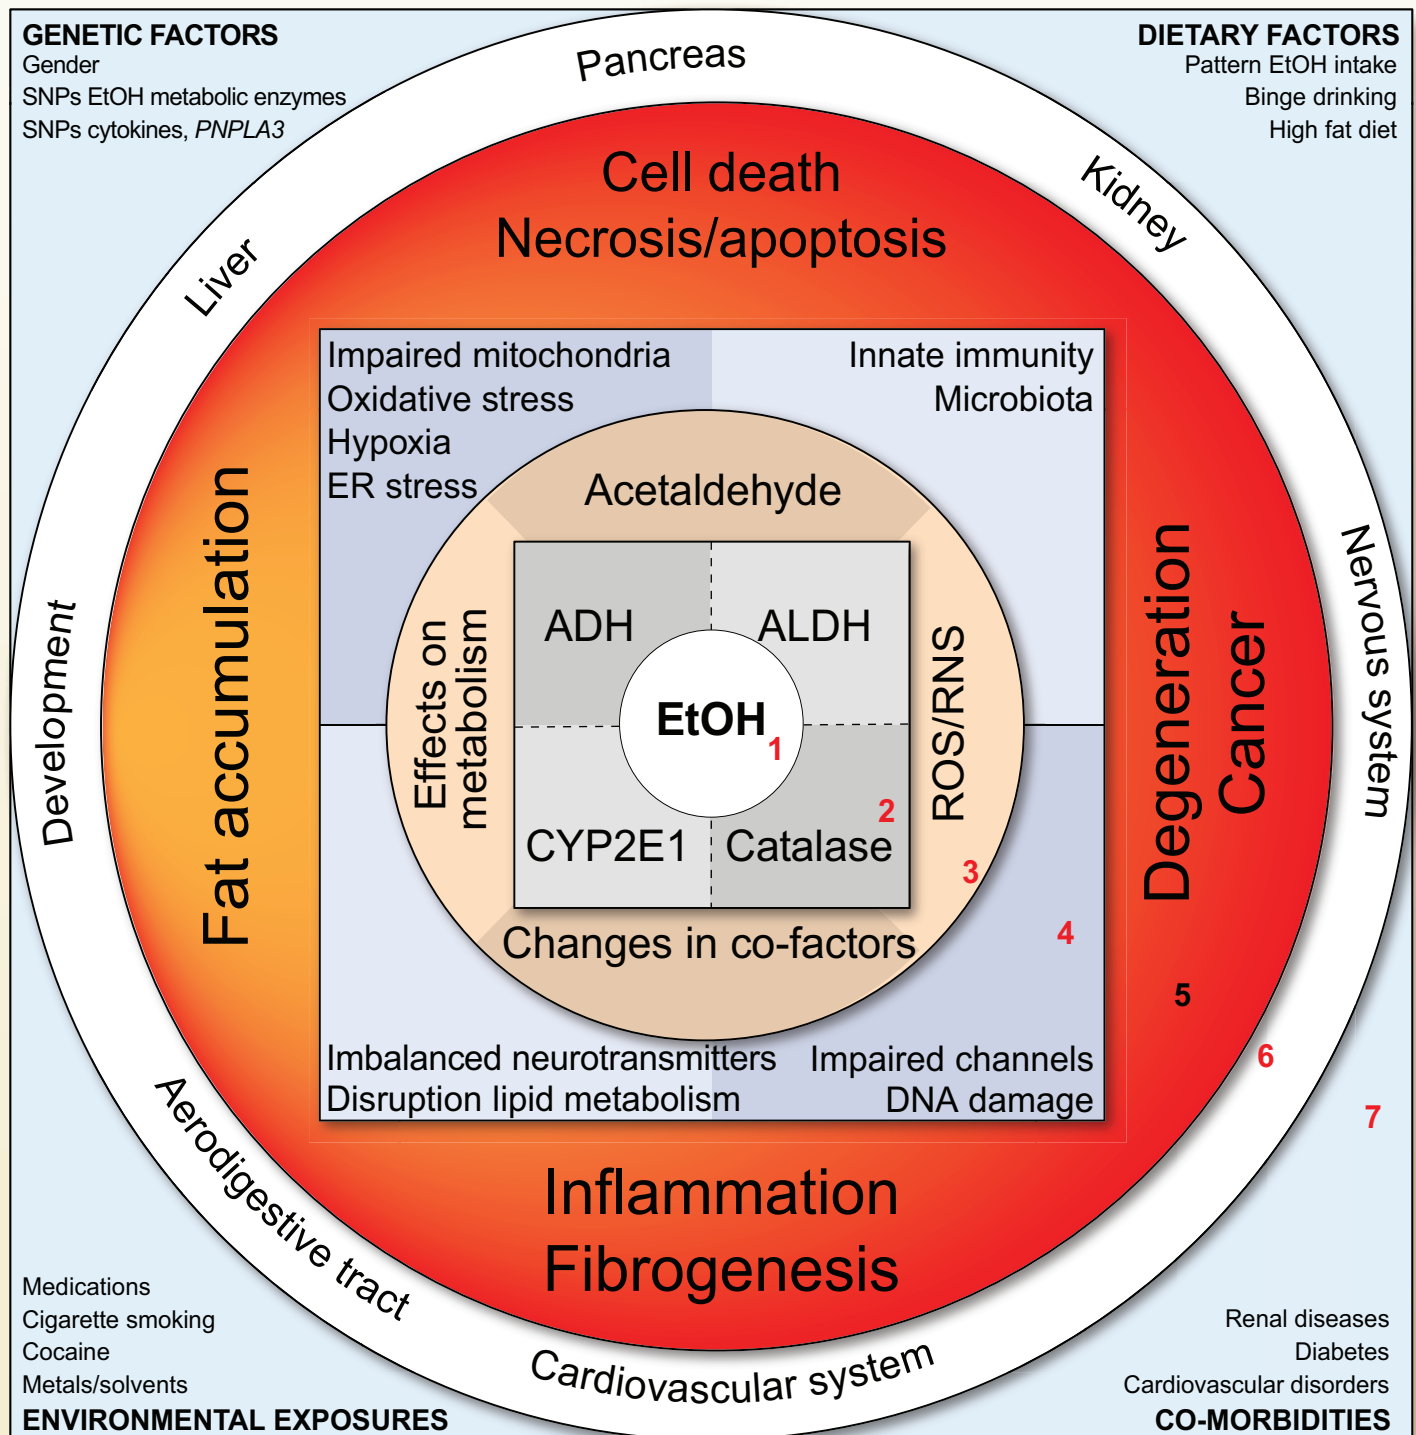 GENETIC FACTORS
Gender
SNPs EtOH metabolic enzymes
SNPs cytokines, PNPLA3
DIETARY FACTORS
Pattern EtOH intake
Binge drinking
High fat diet
Pancreas
Kidney
Liver
Nervous system
Development
Aerodigestive tract
Cardiovascular system
Cell death
Necrosis/apoptosis
Fat accumulation
Degeneration
Cancer
Inflammation
Fibrogenesis
Impaired mitochondria
Oxidative stress
Hypoxia
ER stress
Innate immunity
Microbiota
Acetaldehyde
Effects on
metabolism
ROS/RNS
Changes in co-factors
ADH
ALDH
EtOH
CYP2E1
Catalase
1
2
3
4
5
6
7
Imbalanced neurotransmitters
Disruption lipid metabolism
Impaired channels
DNA damage
Medications
Cigarette smoking
Cocaine
Metals/solvents
ENVIRONMENTAL EXPOSURES
Renal diseases
Diabetes
Cardiovascular disorders
CO-MORBIDITIES